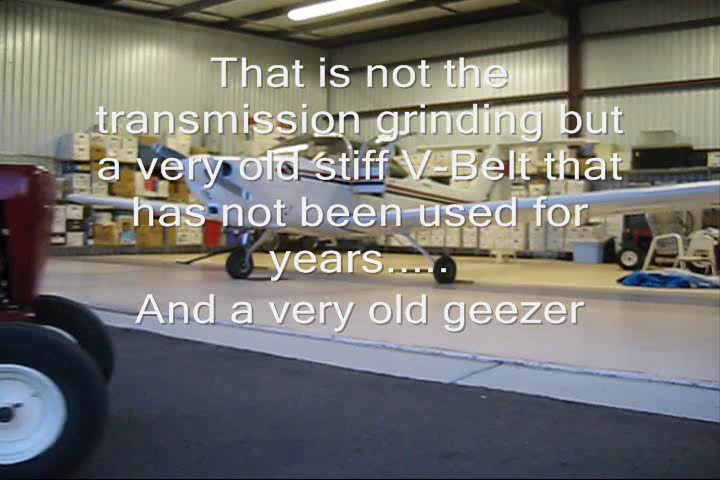 That is not the
transmission grinding but
a very old stiff V-Belt that
has not been used for
years.....
And a very old geezer